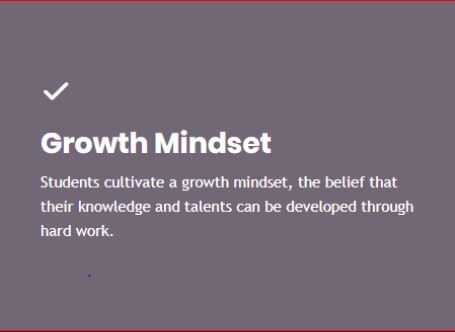 Growth Mindset
Students cultivate a growth mindset, the belief that
their knowledge and talents can be developed through
hard work.